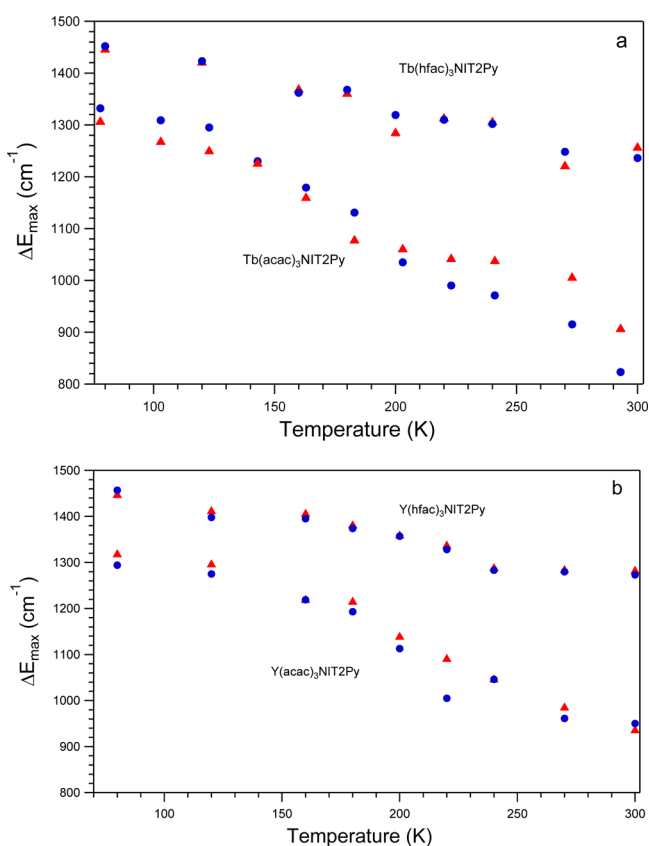 a
1500
1400
1300
1200
1100
1000
900
800
ΔEmax (cm⁻¹)
Tb(hfac)₃NIT2Py
Tb(acac)₃NIT2Py
100 150 200 250 300
Temperature (K)
b
1500
1400
1300
1200
1100
1000
900
800
ΔEmax (cm⁻¹)
Y(hfac)₃NIT2Py
Y(acac)₃NIT2Py
100 150 200 250 300
Temperature (K)